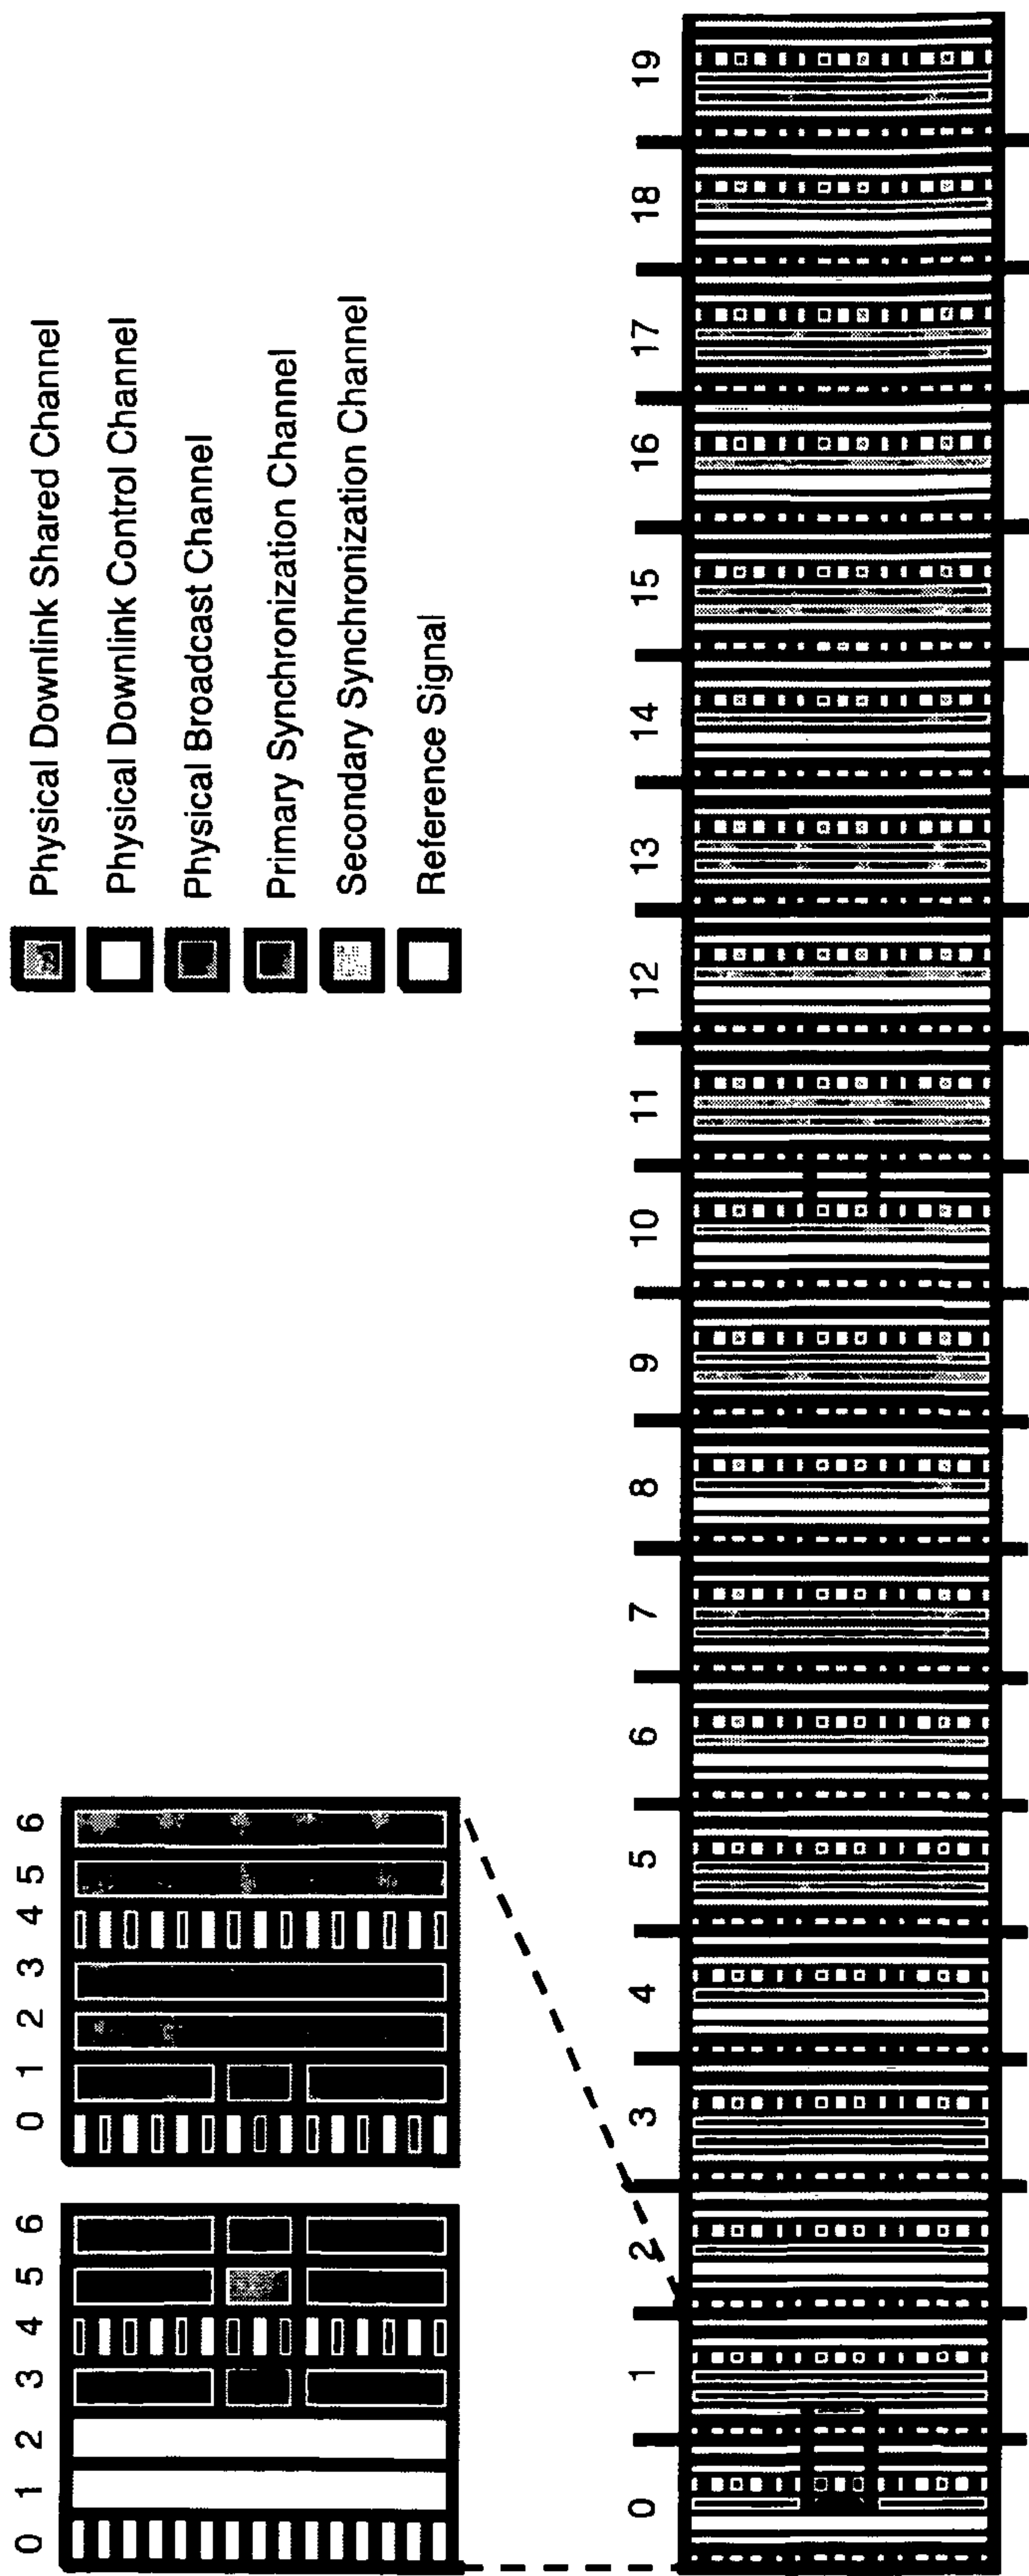 0 1 2 3 4 5 6
0 1 2 3 4 5 6
Physical Downlink Shared Channel
Physical Downlink Control Channel
Physical Broadcast Channel
Primary Synchronization Channel
Secondary Synchronization Channel
Reference Signal
0 1 2 3 4 5 6 7 8 9 10 11 12 13 14 15 16 17 18 19